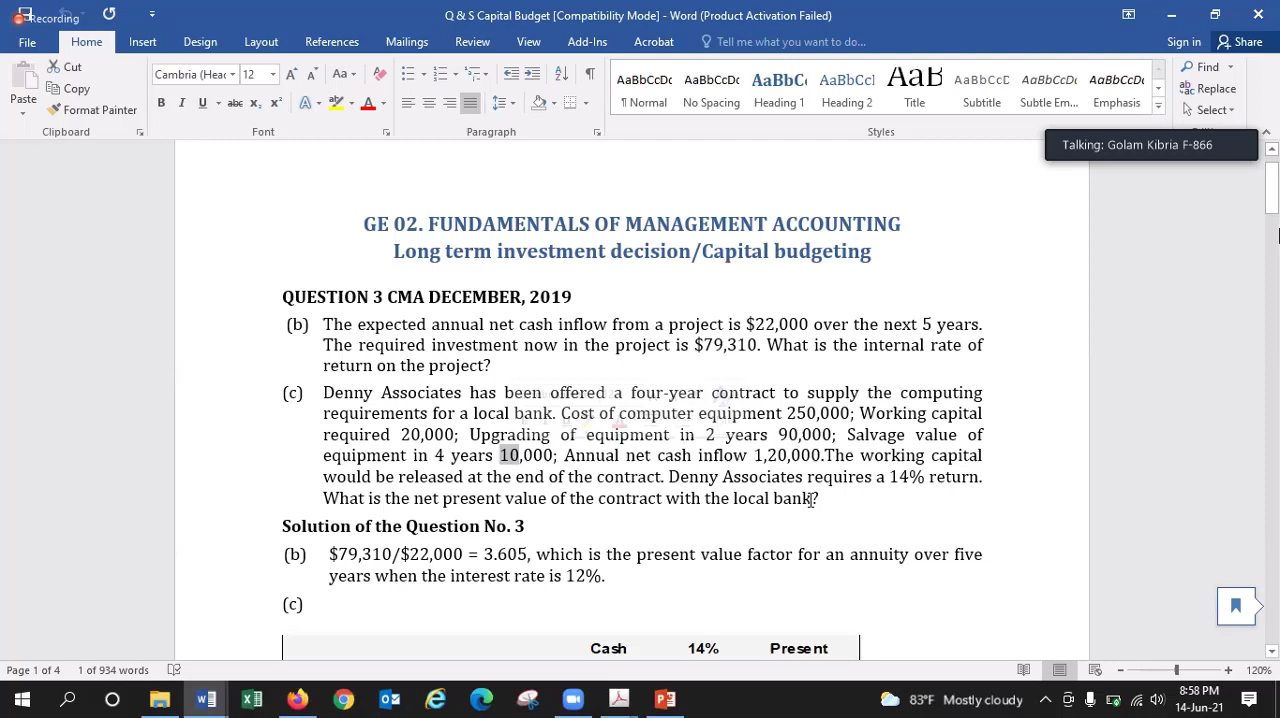 Recording
Q & S Capital Budget [Compatibility Mode] - Word (Product Activation Failed)
File Home Insert Design Layout References Mailings Review View Add-Ins Acrobat Tell me what you want to do... Sign in Share
Paste Cut Copy Format Painter Clipboard
Cambria (Heac 12 Font
Paragraph
AaBbCcDc AaBbCcDc AaBbC AaBbCcl AaB AaBbCcD AaBbCcDc AaBbCcDc
¶ Normal No Spacing Heading 1 Heading 2 Title Subtitle Subtle Em... Emphasis
Styles
Find Replace Select
Talking: Golam Kibria F-866
GE 02. FUNDAMENTALS OF MANAGEMENT ACCOUNTING
Long term investment decision/Capital budgeting
QUESTION 3 CMA DECEMBER, 2019
(b) The expected annual net cash inflow from a project is $22,000 over the next 5 years.
The required investment now in the project is $79,310. What is the internal rate of
return on the project?
(c) Denny Associates has been offered a four-year contract to supply the computing
requirements for a local bank. Cost of computer equipment 250,000; Working capital
required 20,000; Upgrading of equipment in 2 years 90,000; Salvage value of
equipment in 4 years 10,000; Annual net cash inflow 1,20,000.The working capital
would be released at the end of the contract. Denny Associates requires a 14% return.
What is the net present value of the contract with the local bank?
Solution of the Question No. 3
(b) $79,310/$22,000 = 3.605, which is the present value factor for an annuity over five
years when the interest rate is 12%.
(c)
Cash 14% Present
Page 1 of 4 1 of 934 words 120%
83°F Mostly cloudy 8:58 PM
14-Jun-21